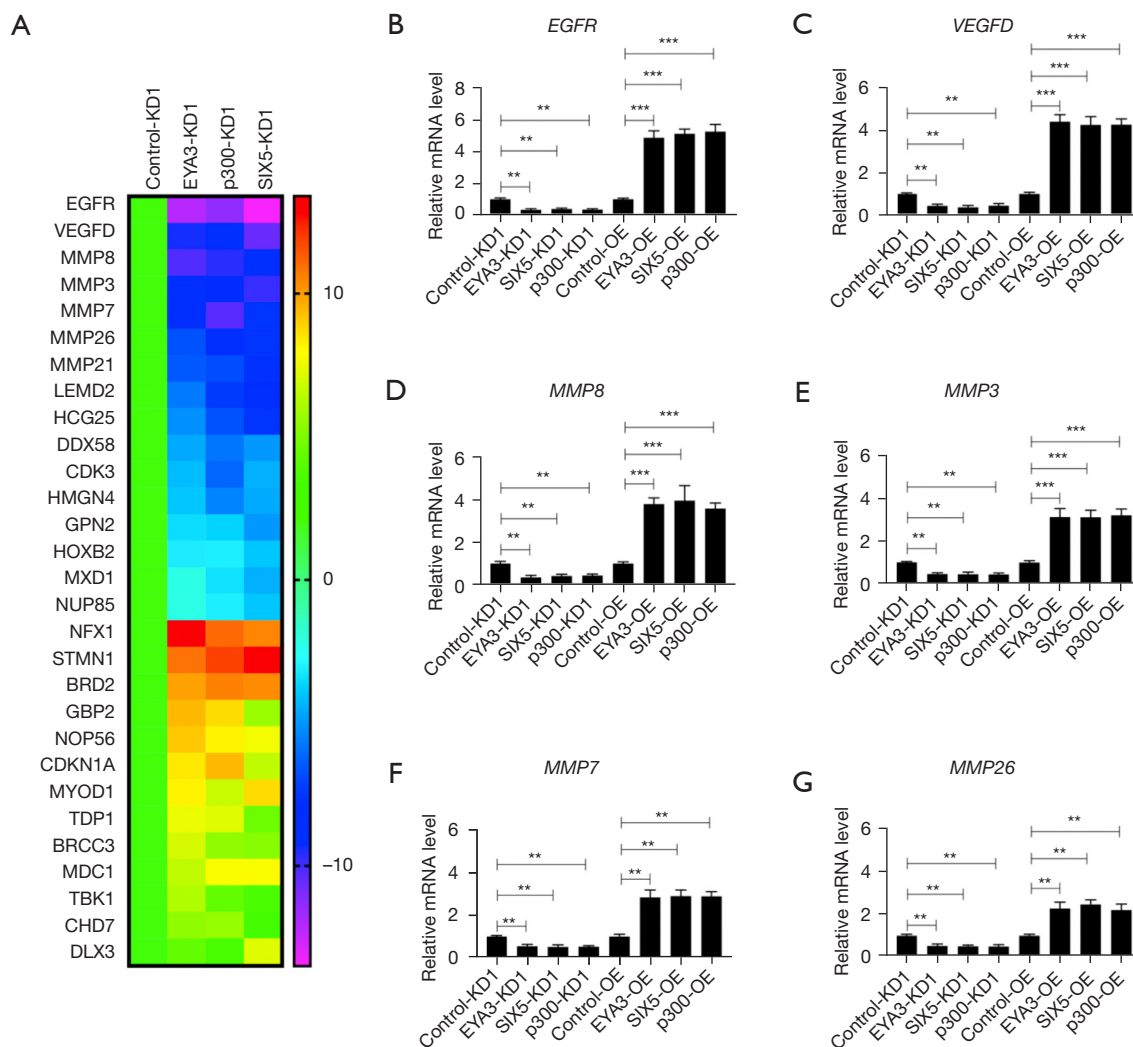 A
Control-KD1
EYA3-KD1
p300-KD1
SIX5-KD1
EGFR
VEGFD
MMP8
MMP3
MMP7
MMP26
MMP21
LEMD2
HCG25
DDX58
CDK3
HMGN4
GPN2
HOXB2
MXD1
NUP85
NFX1
STMN1
BRD2
GBP2
NOP56
CDKN1A
MYOD1
TDP1
BRCC3
MDC1
TBK1
CHD7
DLX3
10
0
−10
B
EGFR
Relative mRNA level
8
6
4
2
0
**
**
**
***
***
***
Control-KD1
EYA3-KD1
SIX5-KD1
p300-KD1
Control-OE
EYA3-OE
SIX5-OE
p300-OE
C
VEGFD
Relative mRNA level
6
4
2
0
**
**
**
***
***
***
Control-KD1
EYA3-KD1
SIX5-KD1
p300-KD1
Control-OE
EYA3-OE
SIX5-OE
p300-OE
D
MMP8
Relative mRNA level
6
4
2
0
**
**
**
***
***
***
Control-KD1
EYA3-KD1
SIX5-KD1
p300-KD1
Control-OE
EYA3-OE
SIX5-OE
p300-OE
E
MMP3
Relative mRNA level
6
4
2
0
**
**
**
***
***
***
Control-KD1
EYA3-KD1
SIX5-KD1
p300-KD1
Control-OE
EYA3-OE
SIX5-OE
p300-OE
F
MMP7
Relative mRNA level
6
4
2
0
**
**
**
**
**
**
Control-KD1
EYA3-KD1
SIX5-KD1
p300-KD1
Control-OE
EYA3-OE
SIX5-OE
p300-OE
G
MMP26
Relative mRNA level
6
4
2
0
**
**
**
**
**
**
Control-KD1
EYA3-KD1
SIX5-KD1
p300-KD1
Control-OE
EYA3-OE
SIX5-OE
p300-OE